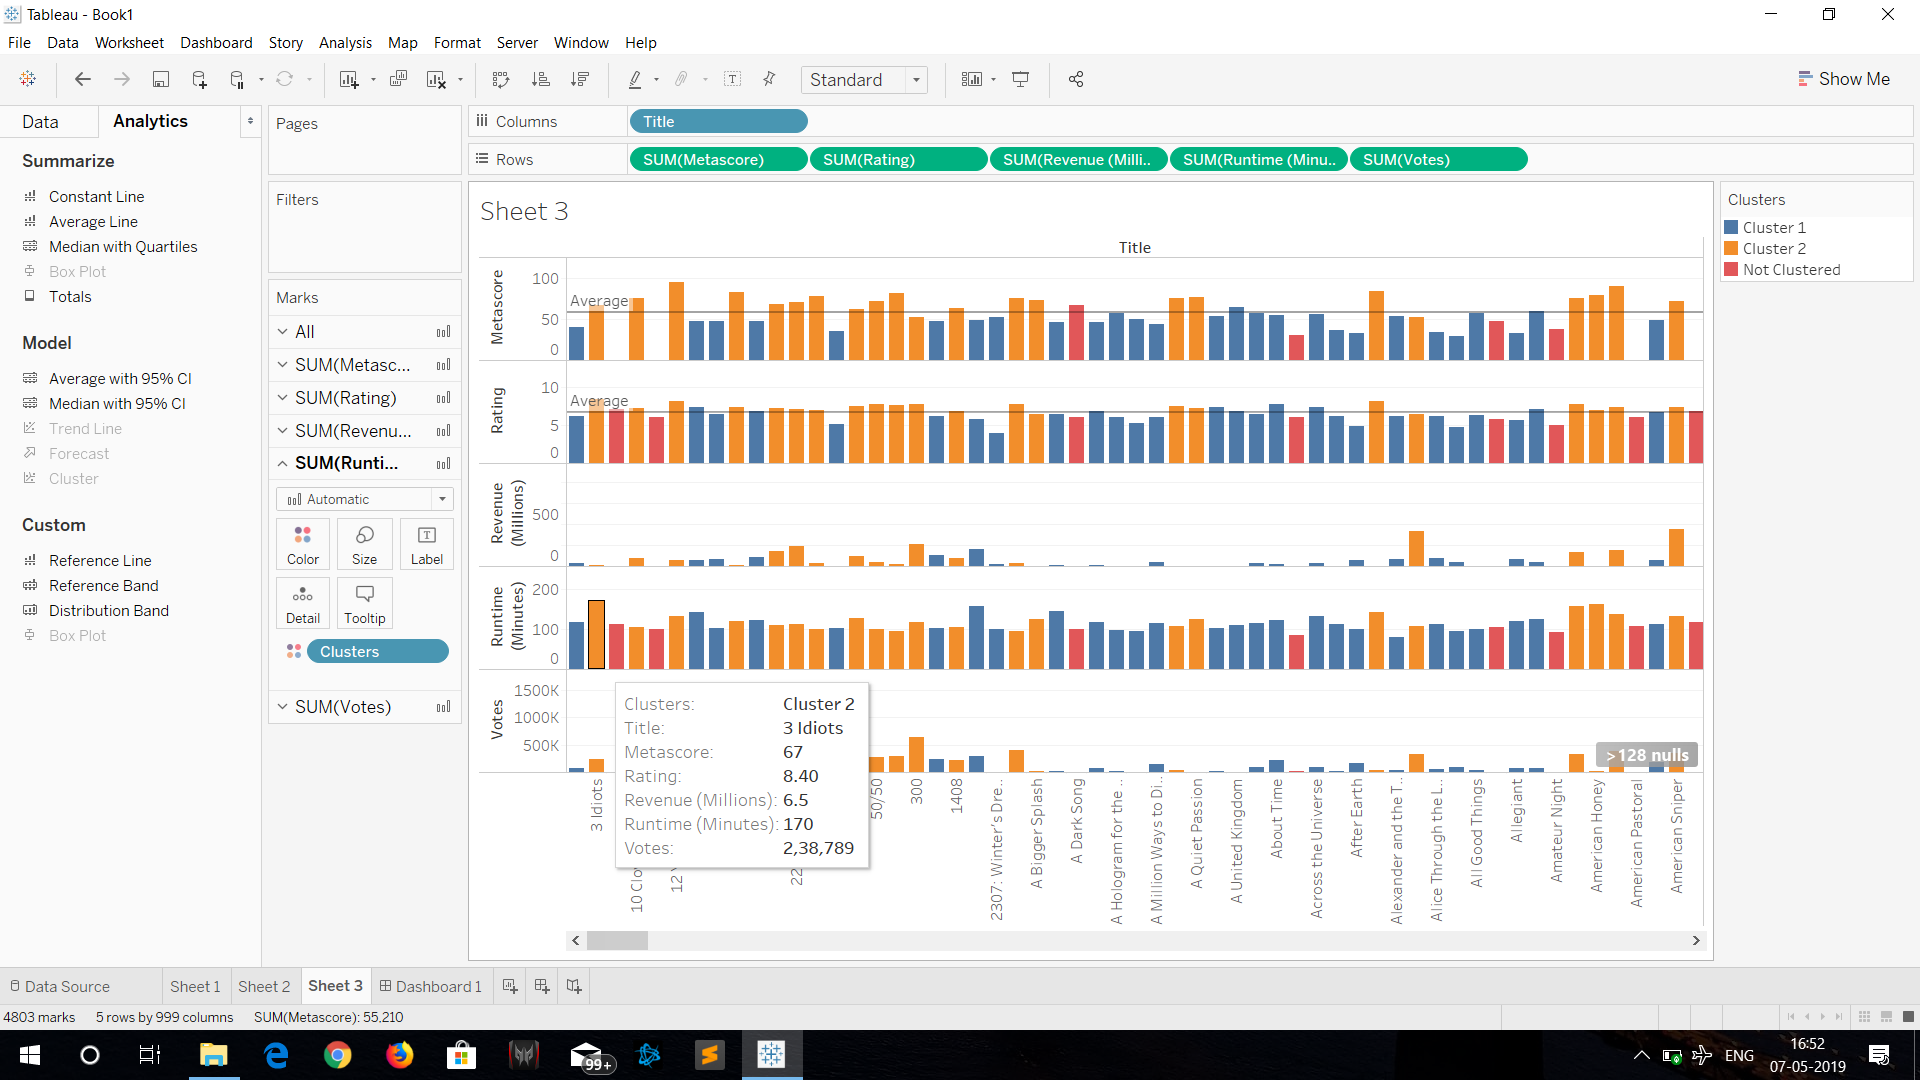 Tableau - Book1
File Data Worksheet Dashboard Story Analysis Map Format Server Window Help
Standard
Show Me
Data
Analytics
Summarize
Constant Line
Average Line
Median with Quartiles
Box Plot
Totals
Model
Average with 95% CI
Median with 95% CI
Trend Line
Forecast
Cluster
Custom
Reference Line
Reference Band
Distribution Band
Box Plot
Pages
Filters
Marks
All
SUM(Metasc...
SUM(Rating)
SUM(Revenu...
SUM(Runti...
Automatic
Color
Size
Label
Detail
Tooltip
Clusters
SUM(Votes)
Columns
Title
Rows
SUM(Metascore)
SUM(Rating)
SUM(Revenue (Milli..
SUM(Runtime (Minu..
SUM(Votes)
Sheet 3
Title
Metascore
100
50
0
Average
Rating
10
5
0
Average
Revenue
(Millions)
500
0
Runtime
(Minutes)
200
100
0
Votes
1500K
1000K
500K
>128 nulls
Clusters: Cluster 2
Title: 3 Idiots
Metascore: 67
Rating: 8.40
Revenue (Millions): 6.5
Runtime (Minutes): 170
Votes: 2,38,789
3 Idiots
10 Clo
12
22
50/50
300
1408
2307: Winter's Dre..
A Bigger Splash
A Dark Song
A Hologram for the ..
A Million Ways to Di..
A Quiet Passion
A United Kingdom
About Time
Across the Universe
After Earth
Alexander and the T..
Alice Through the L..
All Good Things
Allegiant
Amateur Night
American Honey
American Pastoral
American Sniper
Clusters
Cluster 1
Cluster 2
Not Clustered
Data Source
Sheet 1
Sheet 2
Sheet 3
Dashboard 1
4803 marks
5 rows by 999 columns
SUM(Metascore): 55,210
99+
ENG
16:52
07-05-2019